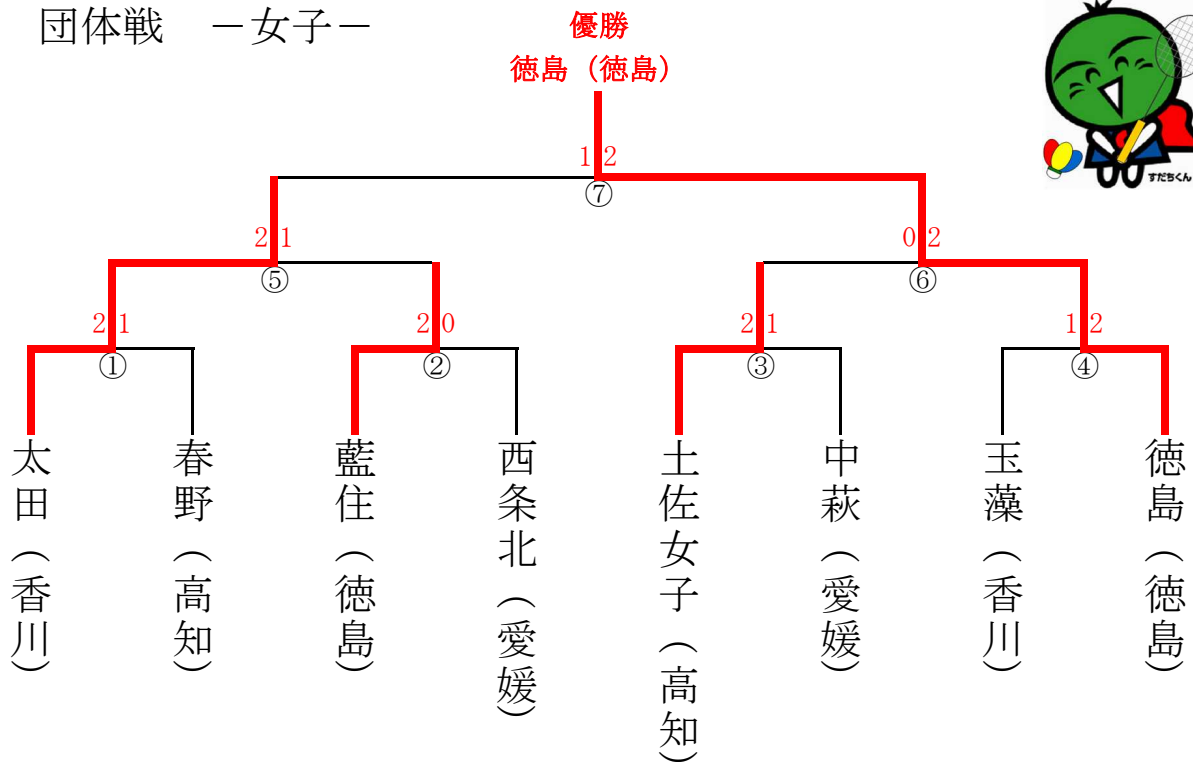 団体戦 －女子－
優勝
徳島（徳島）
すだちくん
1 2
⑦
2 1
0 2
⑤
⑥
2 1
2 0
2 1
1 2
①
②
③
④
太田（香川）
春野（高知）
藍住（徳島）
西条北（愛媛）
土佐女子（高知）
中萩（愛媛）
玉藻（香川）
徳島（徳島）